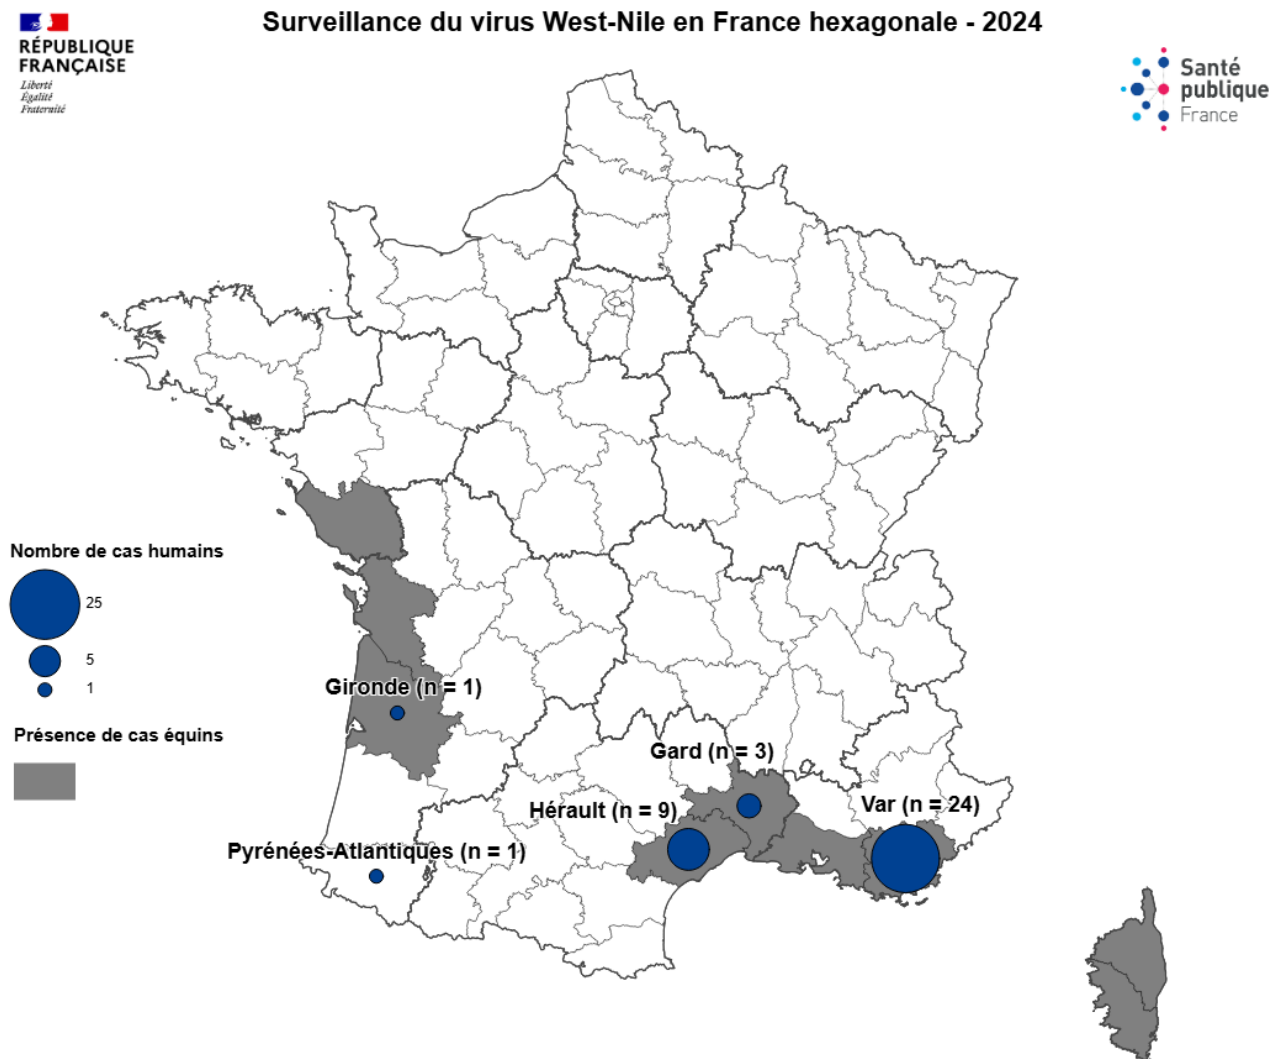 Surveillance du virus West-Nile en France hexagonale - 2024
RÉPUBLIQUE
FRANÇAISE
Liberté
Égalité
Fraternité
Santé
publique
France
Nombre de cas humains
25
5
1
Présence de cas équins
Gironde (n = 1)
Gard (n = 3)
Hérault (n = 9)
Var (n = 24)
Pyrénées-Atlantiques (n = 1)